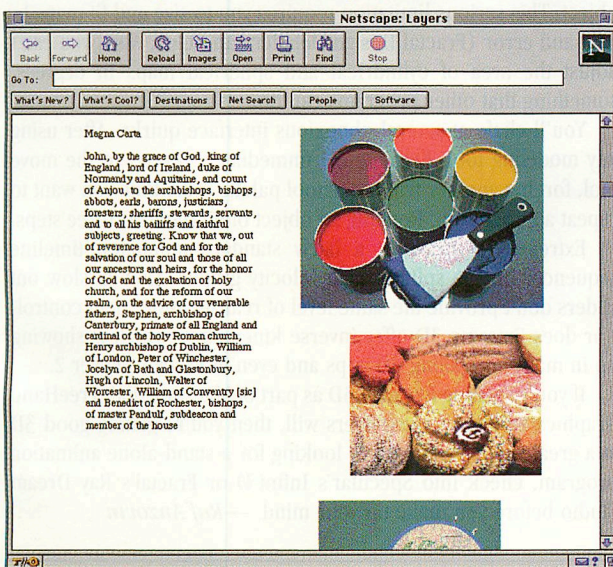 Netscape: Layers
Back Forward Home Reload Images Open Print Find Stop N
Go To:
What's New? What's Cool? Destinations Net Search People Software
Magna Carta
John, by the grace of God, king of
England, lord of Ireland, duke of
Normandy and Aquitaine, and count
of Anjou, to the archbishops, bishops,
abbots, earls, barons, justiciars,
foresters, sheriffs, stewards, servants,
and to all his bailiffs and faithful
subjects, greeting. Know that we, out
of reverence for God and for the
salvation of our soul and those of all
our ancestors and heirs, for the honor
of God and the exaltation of holy
church, and for the reform of our
realm, on the advice of our venerable
fathers, Stephen, archbishop of
Canterbury, primate of all England and
cardinal of the holy Roman church,
Henry archbishop of Dublin, William
of London, Peter of Winchester,
Jocelyn of Bath and Glastonbury,
Hugh of Lincoln, Walter of
Worcester, William of Conventry [sic]
and Benedict of Rochester, bishops,
of master Pandulf, subdeacon and
member of the house